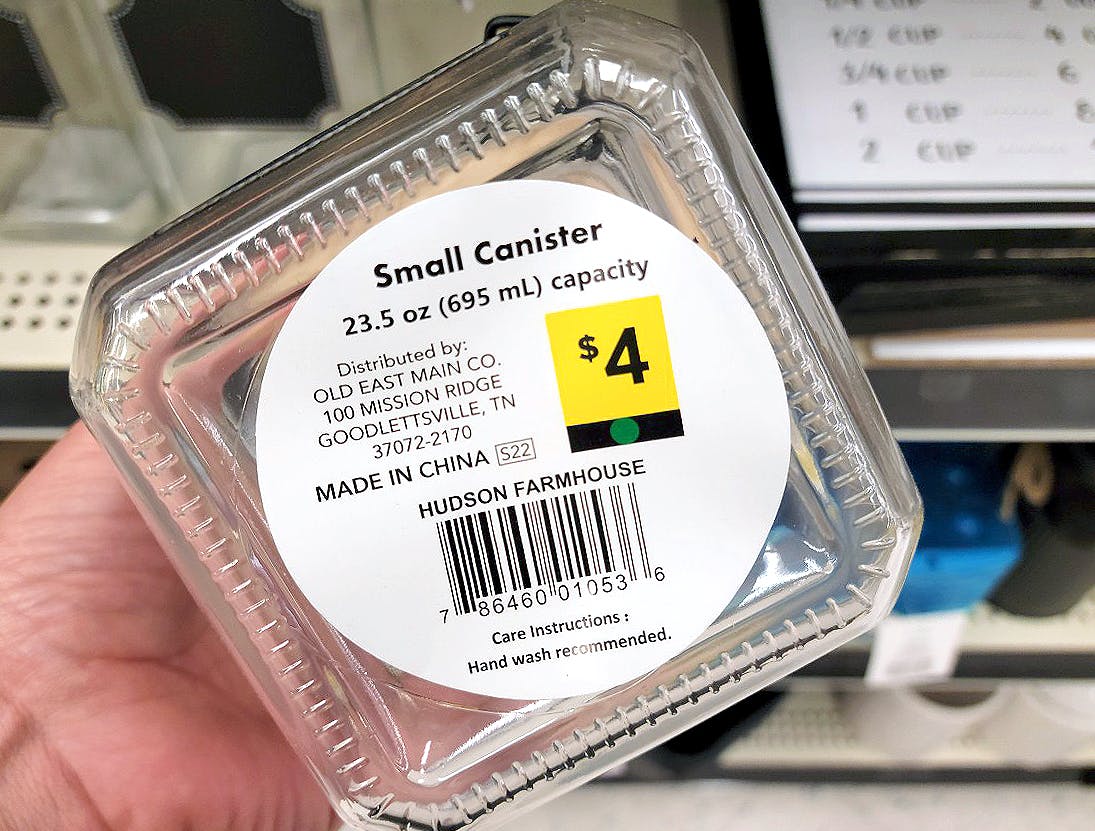 Small Canister
23.5 oz (695 mL) capacity
$4
Distributed by:
OLD EAST MAIN CO.
100 MISSION RIDGE
GOODLETTSVILLE, TN
37072-2170
MADE IN CHINA S22
HUDSON FARMHOUSE
7 86460 01053 6
Care Instructions :
Hand wash recommended.
1/2 CUP
3/4 CUP 6
1 CUP 8
2 CUP